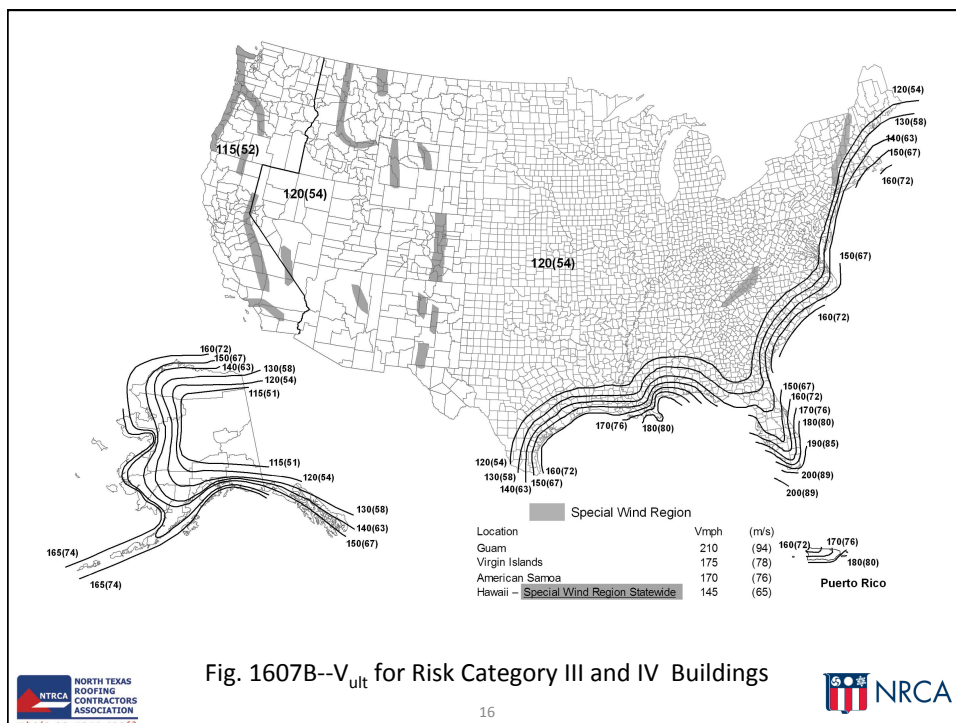 120(54)
130(58)
140(63)
150(67)
160(72)
115(52)
120(54)
120(54)
150(67)
160(72)
160(72)
150(67)
140(63)
130(58)
120(54)
115(51)
115(51)
120(54)
130(58)
140(63)
150(67)
165(74)
165(74)
120(54)
130(58)
140(63)
150(67)
160(72)
170(76)
180(80)
150(67)
160(72)
170(76)
180(80)
190(85)
200(89)
200(89)
Special Wind Region
Location Vmph (m/s)
Guam 210 (94)
Virgin Islands 175 (78)
American Samoa 170 (76)
Hawaii – Special Wind Region Statewide 145 (65)
160(72) 170(76)
180(80)
Puerto Rico
Fig. 1607B--Vult for Risk Category III and IV Buildings
NTRCA
NORTH TEXAS
ROOFING
CONTRACTORS
ASSOCIATION
16
NRCA